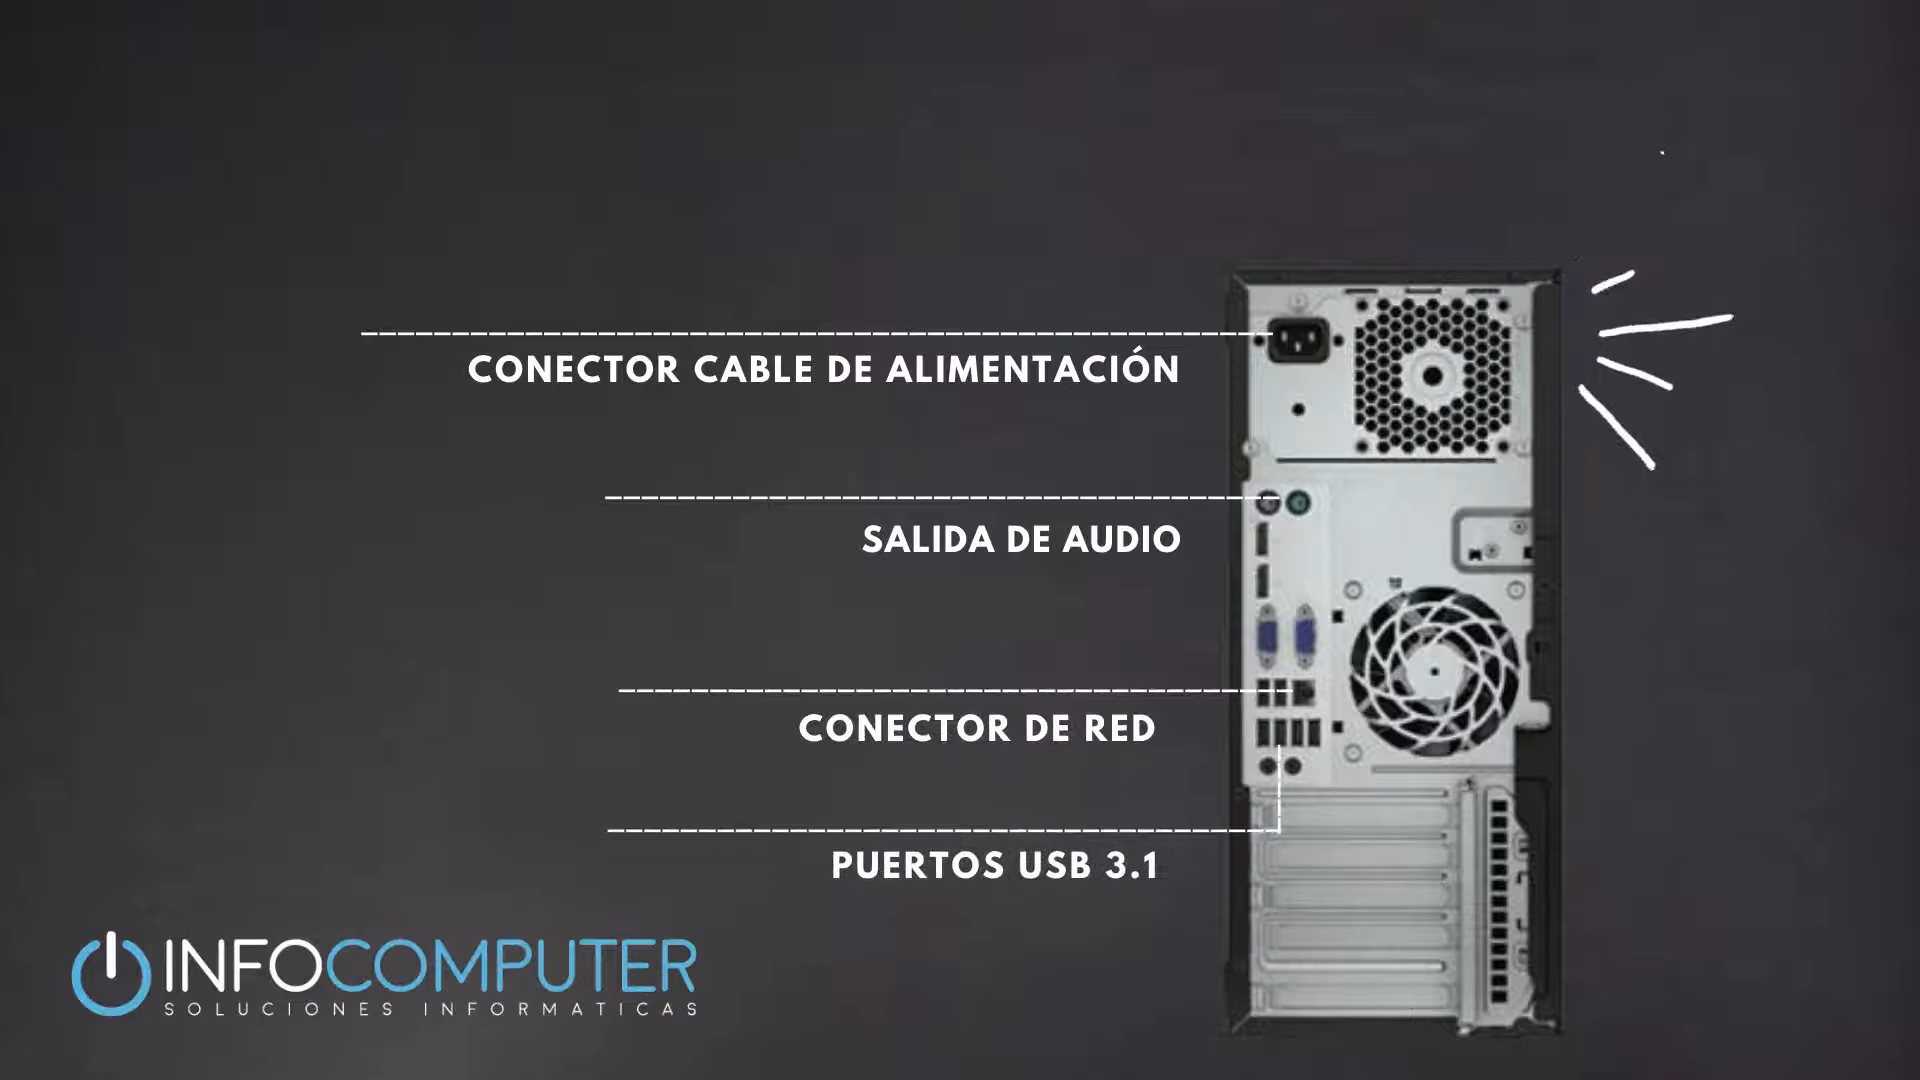 CONECTOR CABLE DE ALIMENTACIÓN
SALIDA DE AUDIO
CONECTOR DE RED
PUERTOS USB 3.1
INFOCOMPUTER
SOLUCIONES INFORMATICAS